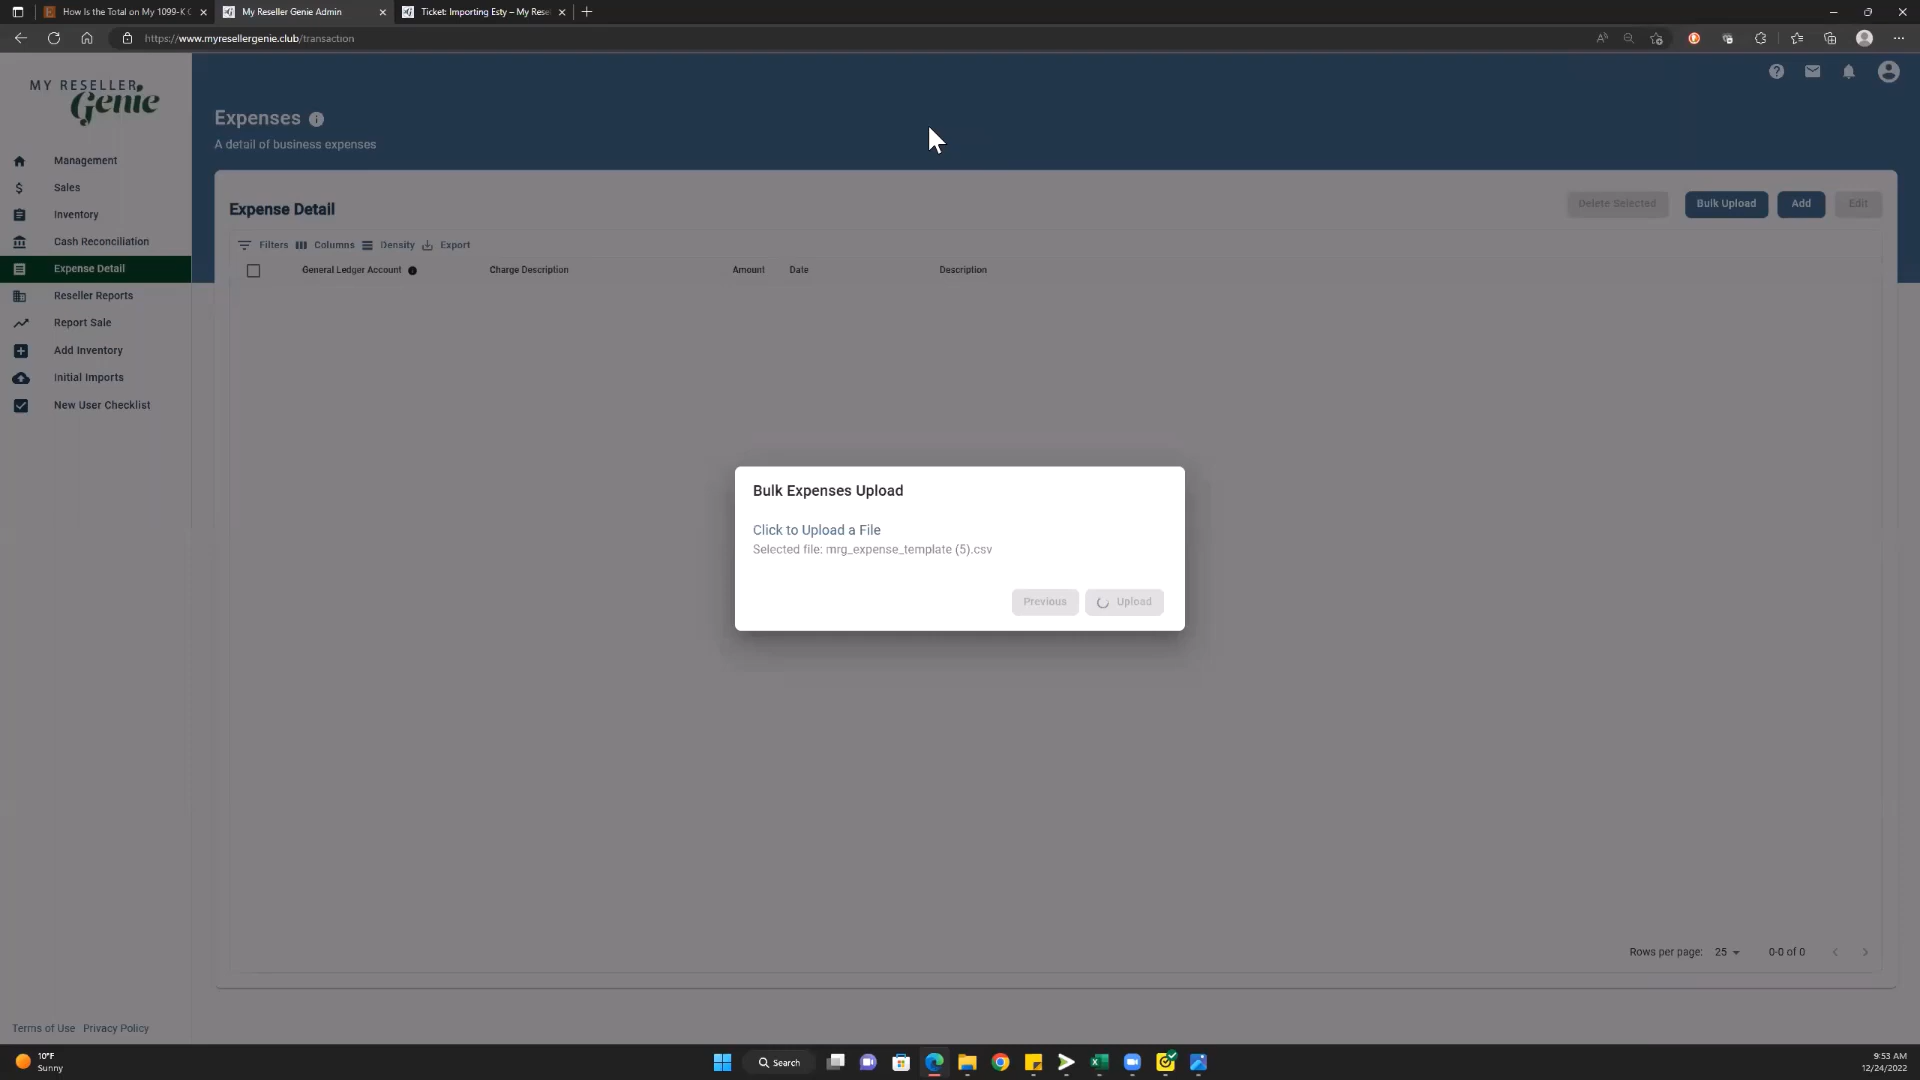 How Is the Total on My 1099-K C
My Reseller Genie Admin
Ticket: Importing Esty – My Rese
https://www.myresellergenie.club/transaction
MY RESELLER
Genie
Management
Sales
Inventory
Cash Reconciliation
Expense Detail
Reseller Reports
Report Sale
Add Inventory
Initial Imports
New User Checklist
Terms of Use Privacy Policy
Expenses
A detail of business expenses
Expense Detail
Delete Selected
Bulk Upload
Add
Edit
Filters
Columns
Density
Export
General Ledger Account
Charge Description
Amount
Date
Description
Bulk Expenses Upload
Click to Upload a File
Selected file: mrg_expense_template (5).csv
Previous
Upload
Rows per page: 25
0-0 of 0
10°F
Sunny
Search
9:53 AM
12/24/2022